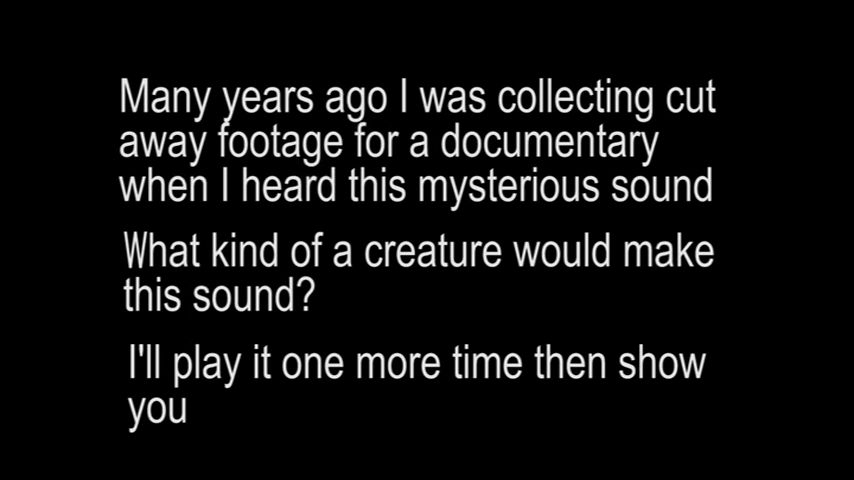 Many years ago I was collecting cut
away footage for a documentary
when I heard this mysterious sound
What kind of a creature would make
this sound?
I'll play it one more time then show
you